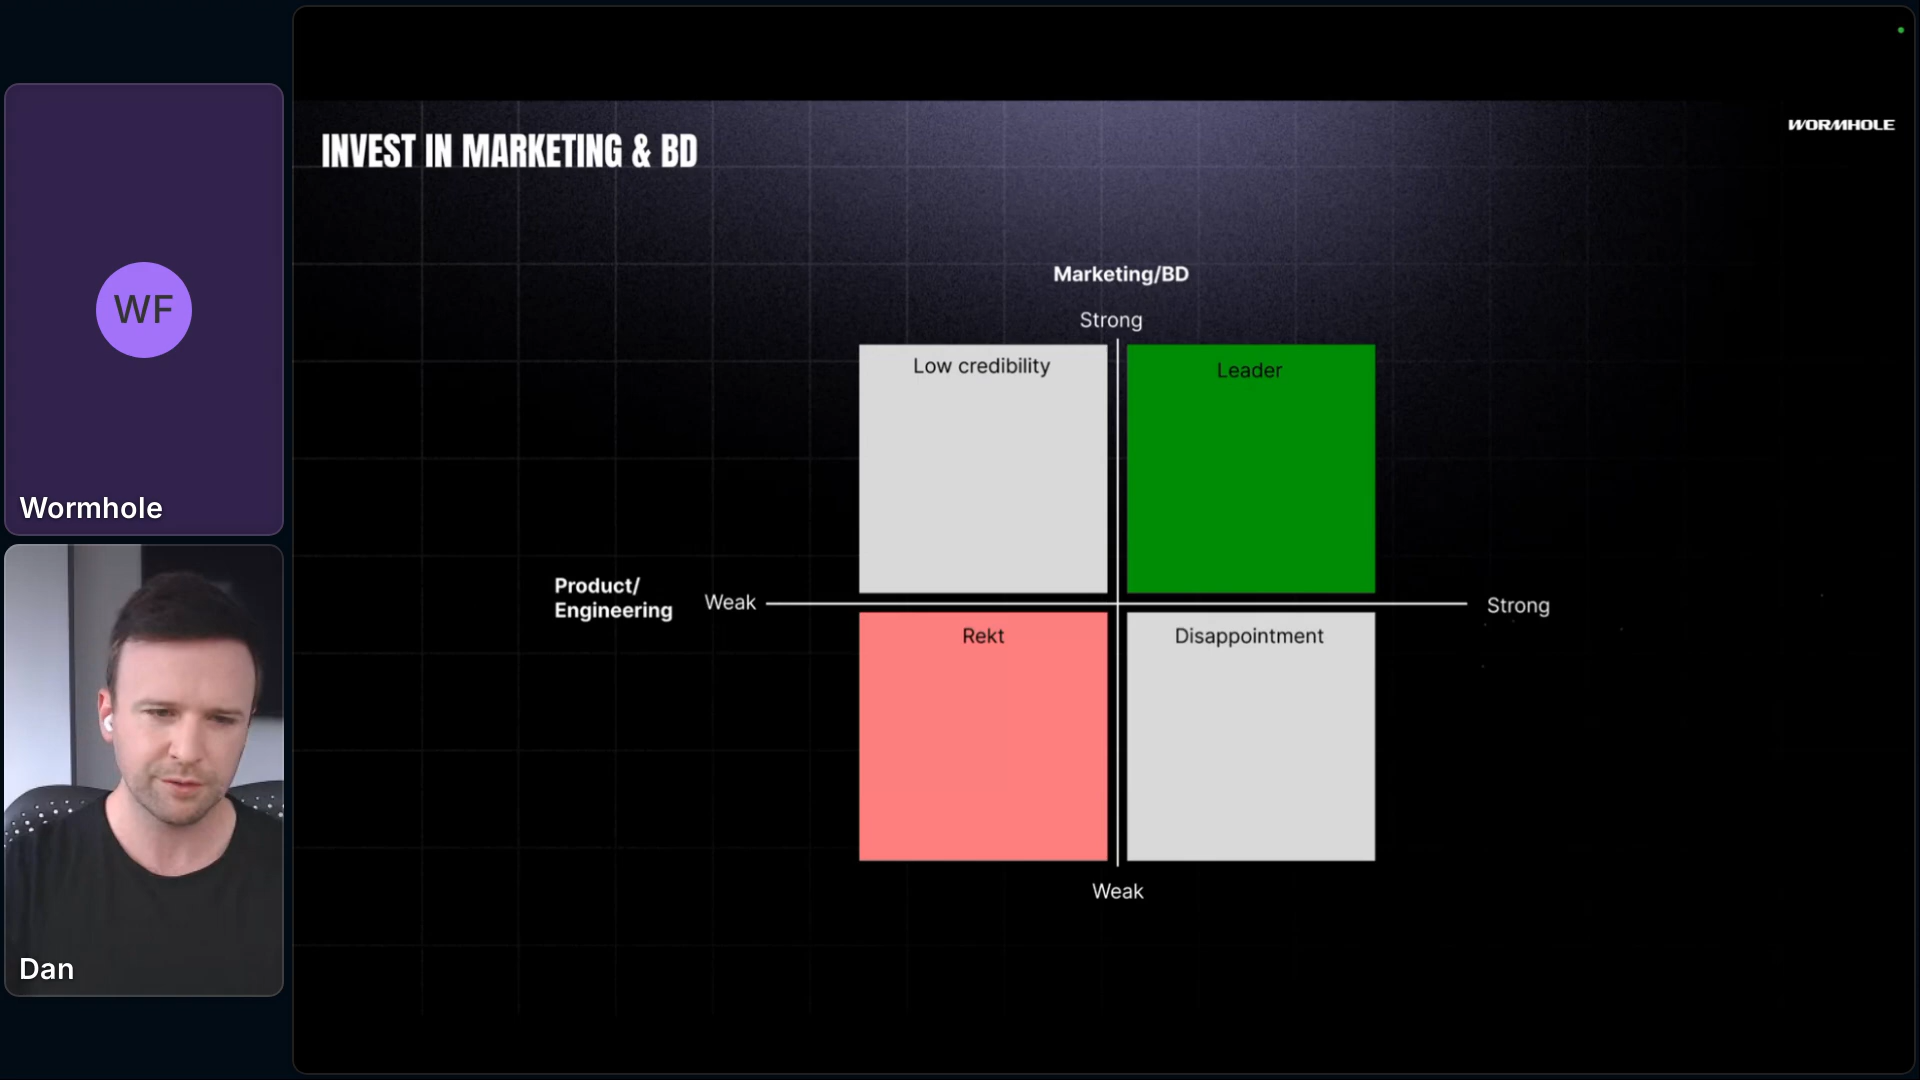 WF
Wormhole
Dan
INVEST IN MARKETING & BD
WORMHOLE
Marketing/BD
Strong
Low credibility
Leader
Product/
Engineering
Weak
Strong
Rekt
Disappointment
Weak